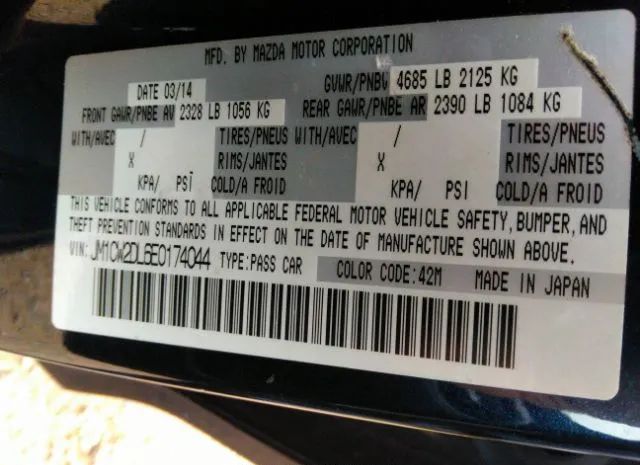 MFD. BY MAZDA MOTOR CORPORATION
DATE 03/14 GVWR/PNBV 4685 LB 2125 KG
FRONT GAWR/PNBE AV 2328 LB 1056 KG REAR GAWR/PNBE AR 2390 LB 1084 KG
WITH/AVEC / TIRES/PNEUS WITH/AVEC / TIRES/PNEUS
X RIMS/JANTES X RIMS/JANTES
KPA/ PSI COLD/A FROID KPA/ PSI COLD/A FROID
THIS VEHICLE CONFORMS TO ALL APPLICABLE FEDERAL MOTOR VEHICLE SAFETY, BUMPER, AND
THEFT PREVENTION STANDARDS IN EFFECT ON THE DATE OF MANUFACTURE SHOWN ABOVE.
VIN: JM1CW2DL6E0174044 TYPE:PASS CAR COLOR CODE:42M MADE IN JAPAN